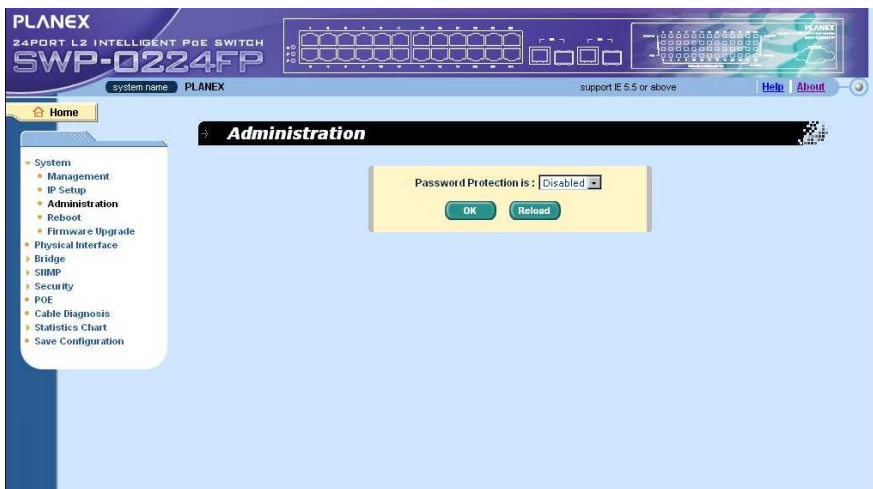 PLANEX
24PORT L2 INTELLIGENT POE SWITCH
SWP-0224FP
PLANEX
system name PLANEX
support IE 5.5 or above
Help About
Home
Administration
System
Management
IP Setup
Administration
Reboot
Firmware Upgrade
Physical Interface
Bridge
SNMP
Security
POE
Cable Diagnosis
Statistics Chart
Save Configuration
Password Protection is : Disabled
OK Reload